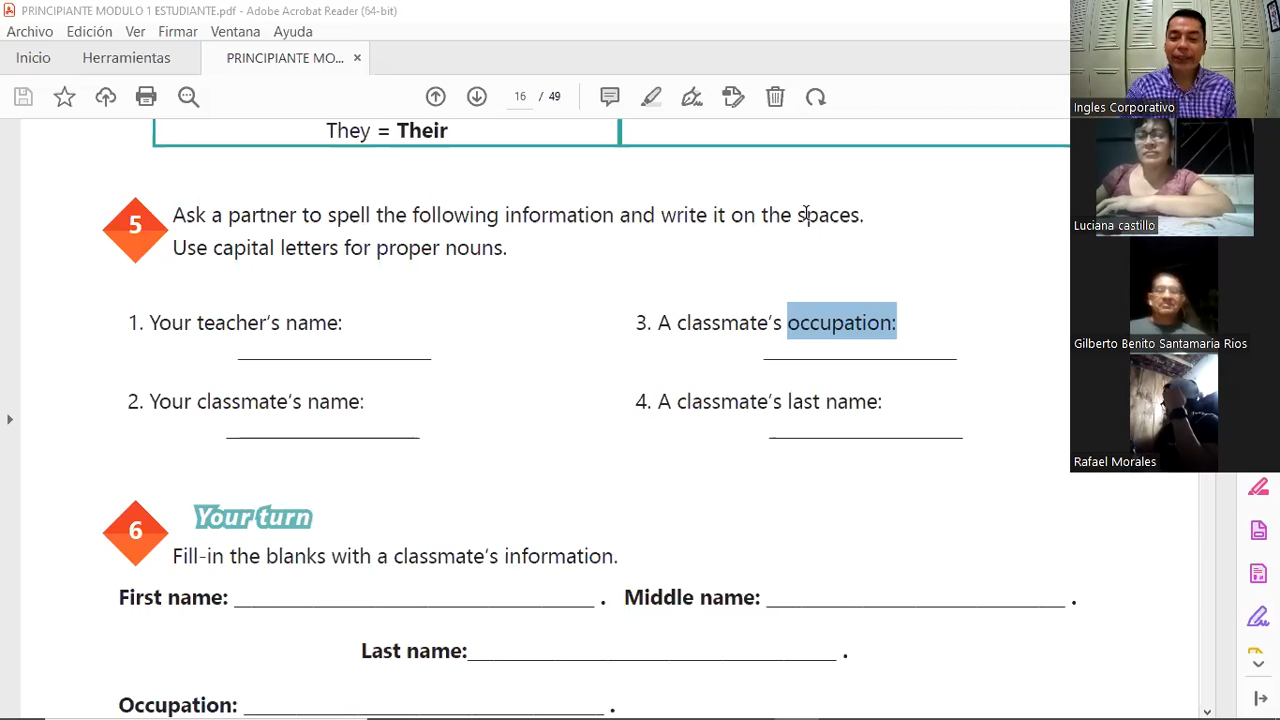 PRINCIPIANTE MODULO 1 ESTUDIANTE.pdf - Adobe Acrobat Reader (64-bit)
Archivo Edición Ver Firmar Ventana Ayuda
Inicio Herramientas PRINCIPIANTE MO... ×
16 / 49
They = Their
5
Ask a partner to spell the following information and write it on the spaces.
Use capital letters for proper nouns.
1. Your teacher's name:
3. A classmate's occupation:
2. Your classmate's name:
4. A classmate's last name:
6
Your turn
Fill-in the blanks with a classmate's information.
First name: ____________________ . Middle name: ____________________ .
Last name:____________________ .
Occupation: ____________________ .
Ingles Corporativo
Luciana castillo
Gilberto Benito Santamaria Rios
Rafael Morales